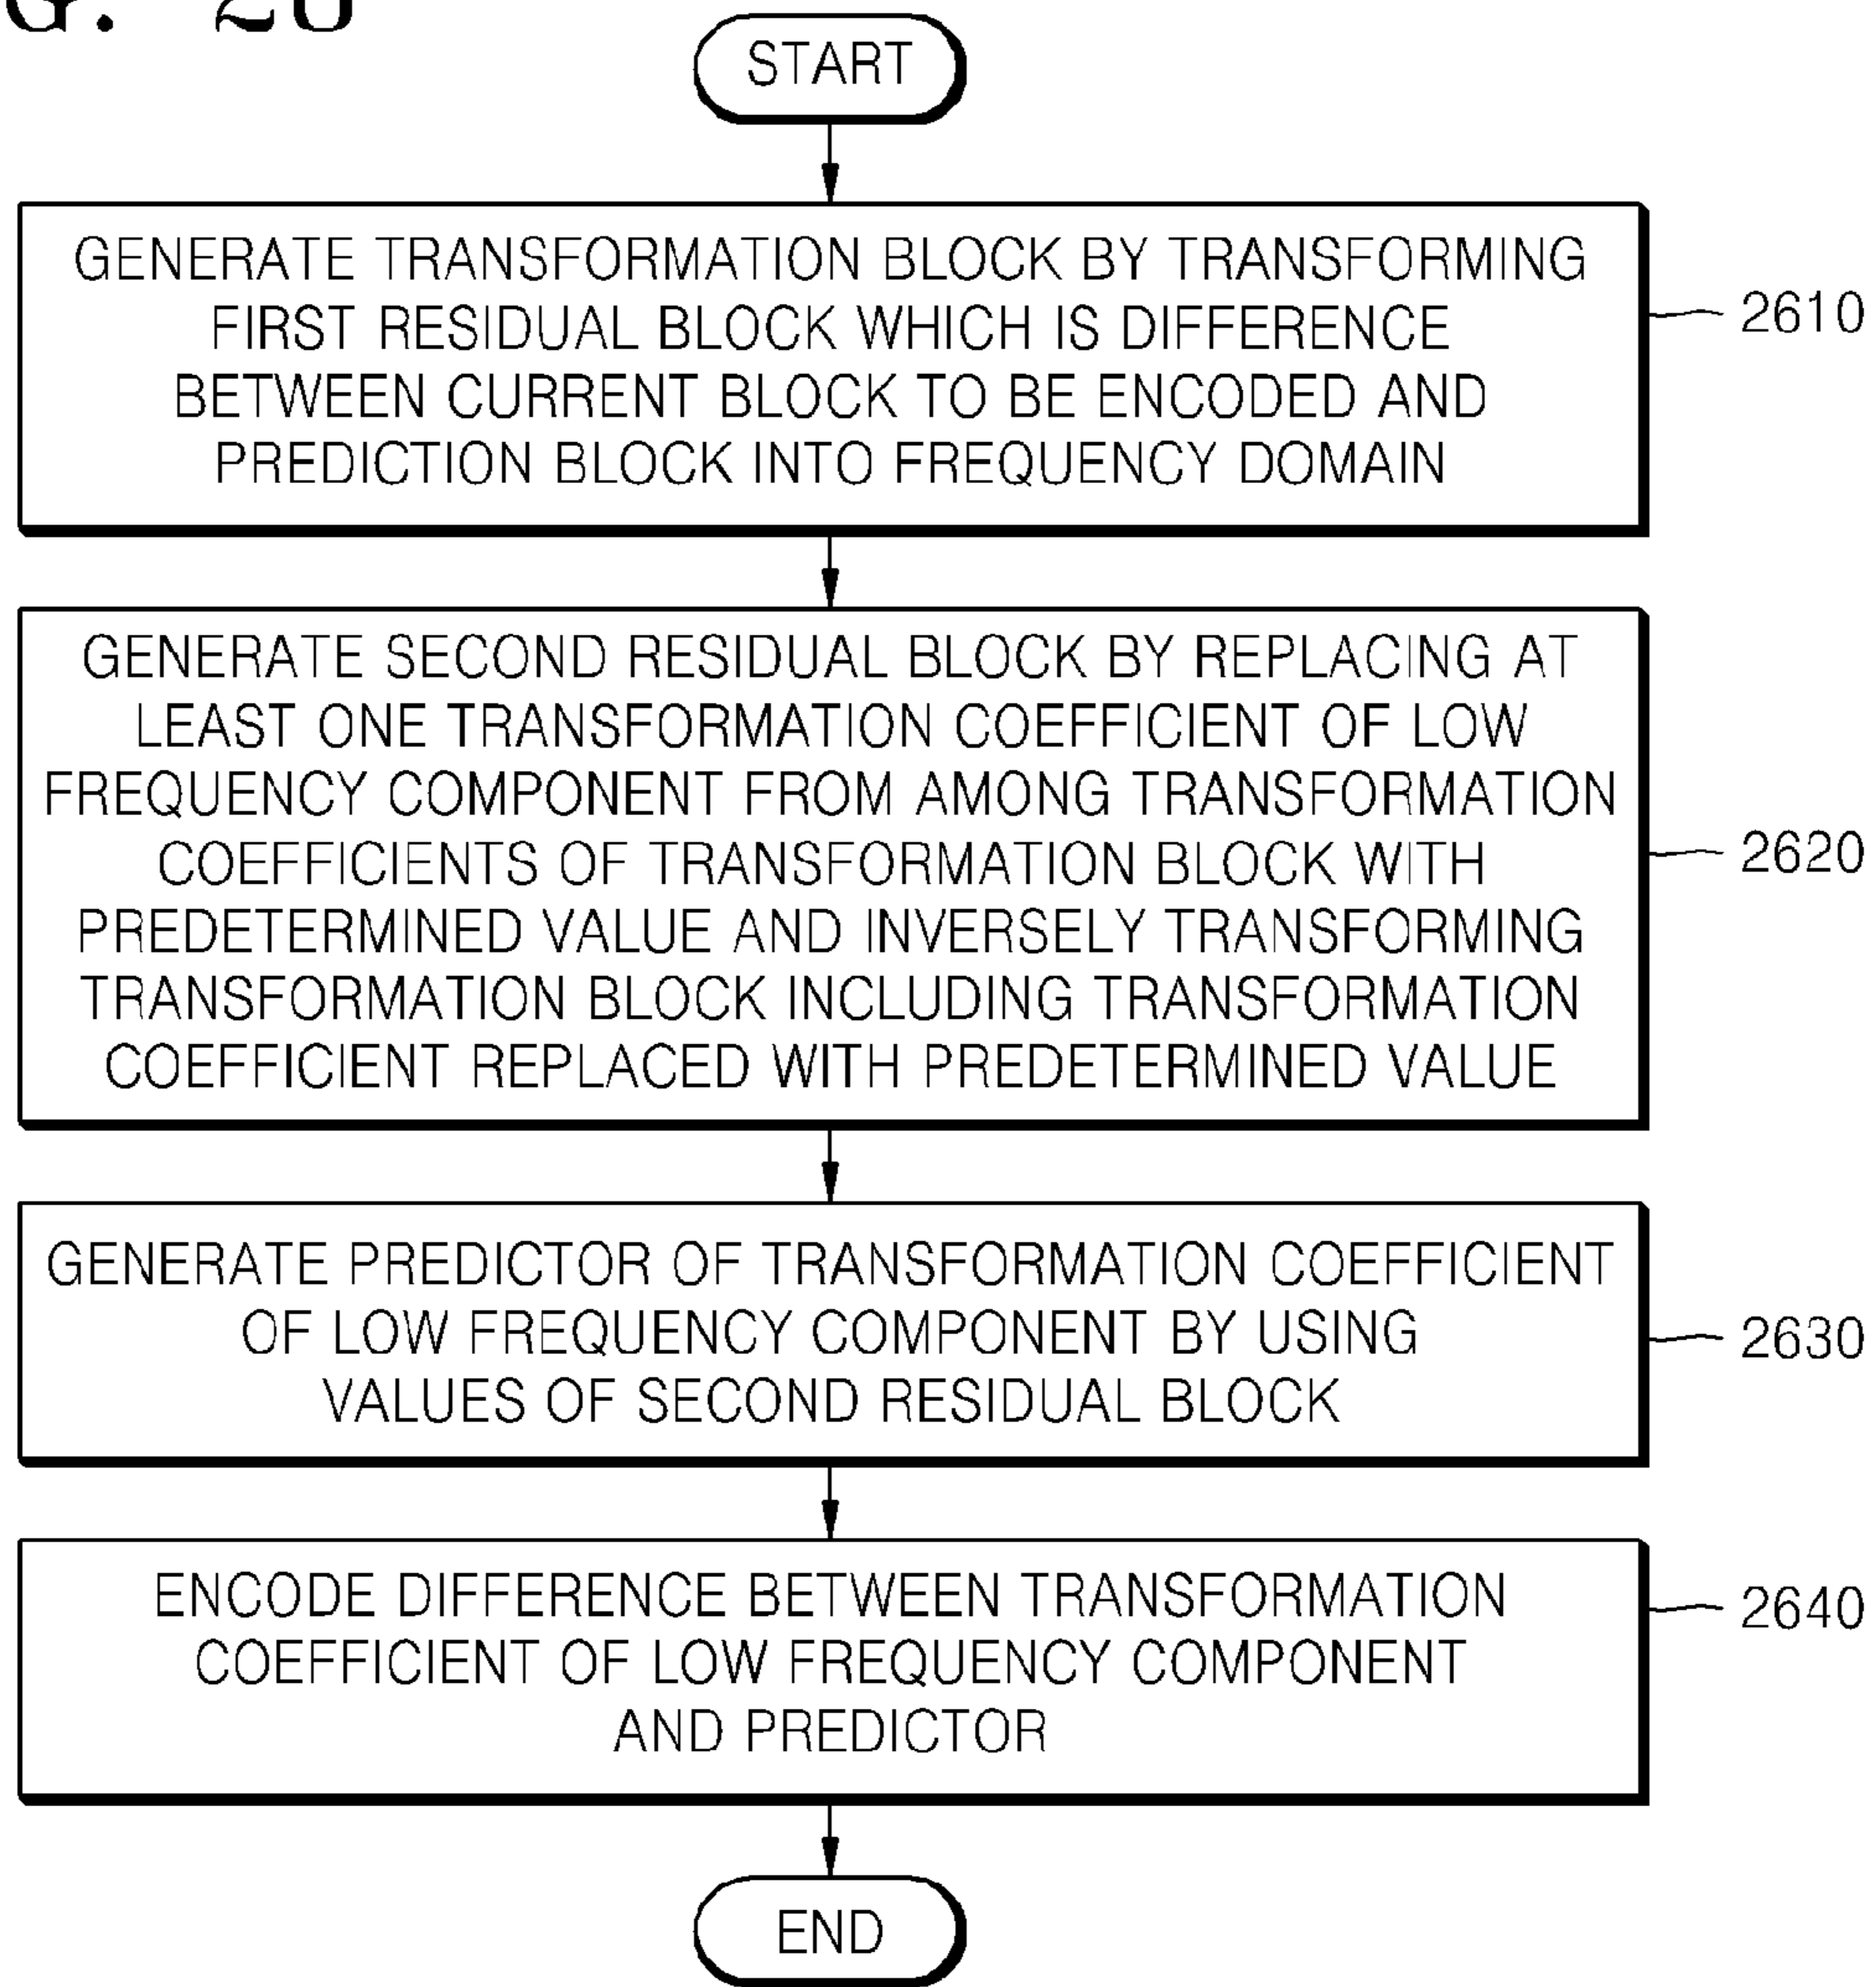 START
GENERATE TRANSFORMATION BLOCK BY TRANSFORMING
FIRST RESIDUAL BLOCK WHICH IS DIFFERENCE
BETWEEN CURRENT BLOCK TO BE ENCODED AND
PREDICTION BLOCK INTO FREQUENCY DOMAIN
2610
GENERATE SECOND RESIDUAL BLOCK BY REPLACING AT
LEAST ONE TRANSFORMATION COEFFICIENT OF LOW
FREQUENCY COMPONENT FROM AMONG TRANSFORMATION
COEFFICIENTS OF TRANSFORMATION BLOCK WITH
PREDETERMINED VALUE AND INVERSELY TRANSFORMING
TRANSFORMATION BLOCK INCLUDING TRANSFORMATION
COEFFICIENT REPLACED WITH PREDETERMINED VALUE
2620
GENERATE PREDICTOR OF TRANSFORMATION COEFFICIENT
OF LOW FREQUENCY COMPONENT BY USING
VALUES OF SECOND RESIDUAL BLOCK
2630
ENCODE DIFFERENCE BETWEEN TRANSFORMATION
COEFFICIENT OF LOW FREQUENCY COMPONENT
AND PREDICTOR
2640
END